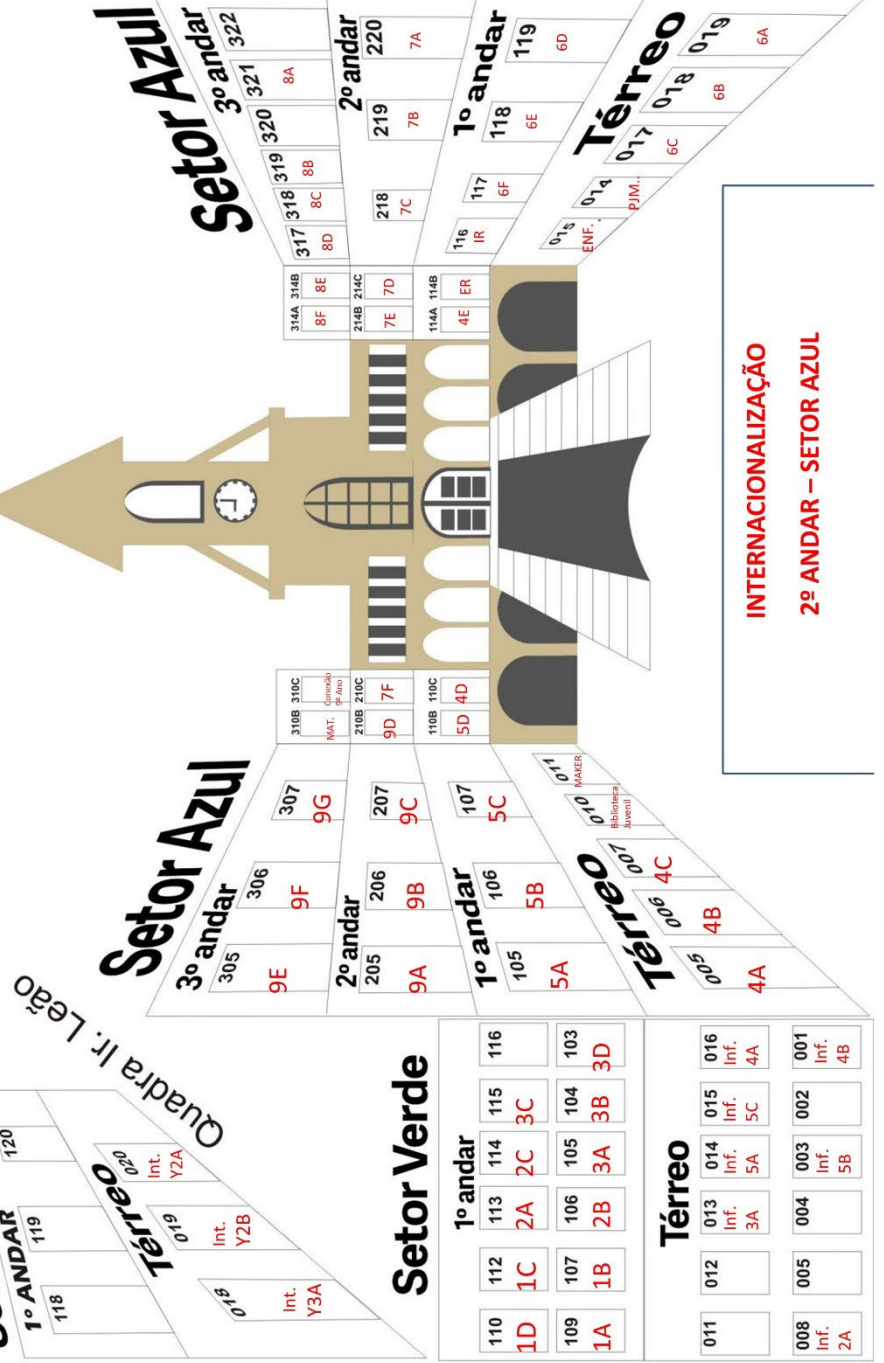 1º ANDAR
118 119 120
Térreo
018 019 020
Int. Y3A
Int. Y2B
Int. Y2A
Quadra Ir. Leão
Setor Verde
1º andar
110 112 113 114 115 116
1D 1C 2A 2C 3C
109 107 106 105 104 103
1A 1B 2B 3A 3B 3D
Térreo
011 012 013 014 015 016
Inf. 3A
Inf. 5A
Inf. 5C
Inf. 4A
008 005 004 003 002 001
Inf. 2A
Inf. 5B
Inf. 4B
Setor Azul
3º andar
305 306 307
9E 9F 9G
2º andar
205 206 207
9A 9B 9C
1º andar
105 106 107
5A 5B 5C
Térreo
005 006 007 010 011
4A 4B 4C
Biblioteca
Juvenil
MAKER
310B 310C
MAT.
Conexão
9º Ano
210B 210C
9D 7F
110B 110C
5D 4D
314A 314B
8F 8E
214B 214C
7E 7D
114A 114B
4E ER
Setor Azul
3º andar
317 318 319 320 321 322
8D 8C 8B 8A
2º andar
218 219 220
7C 7B 7A
1º andar
116 117 118 119
IR 6F 6E 6D
Térreo
015 014 017 018 019
ENF. . PJM.. 6C 6B 6A
INTERNACIONALIZAÇÃO
2º ANDAR – SETOR AZUL